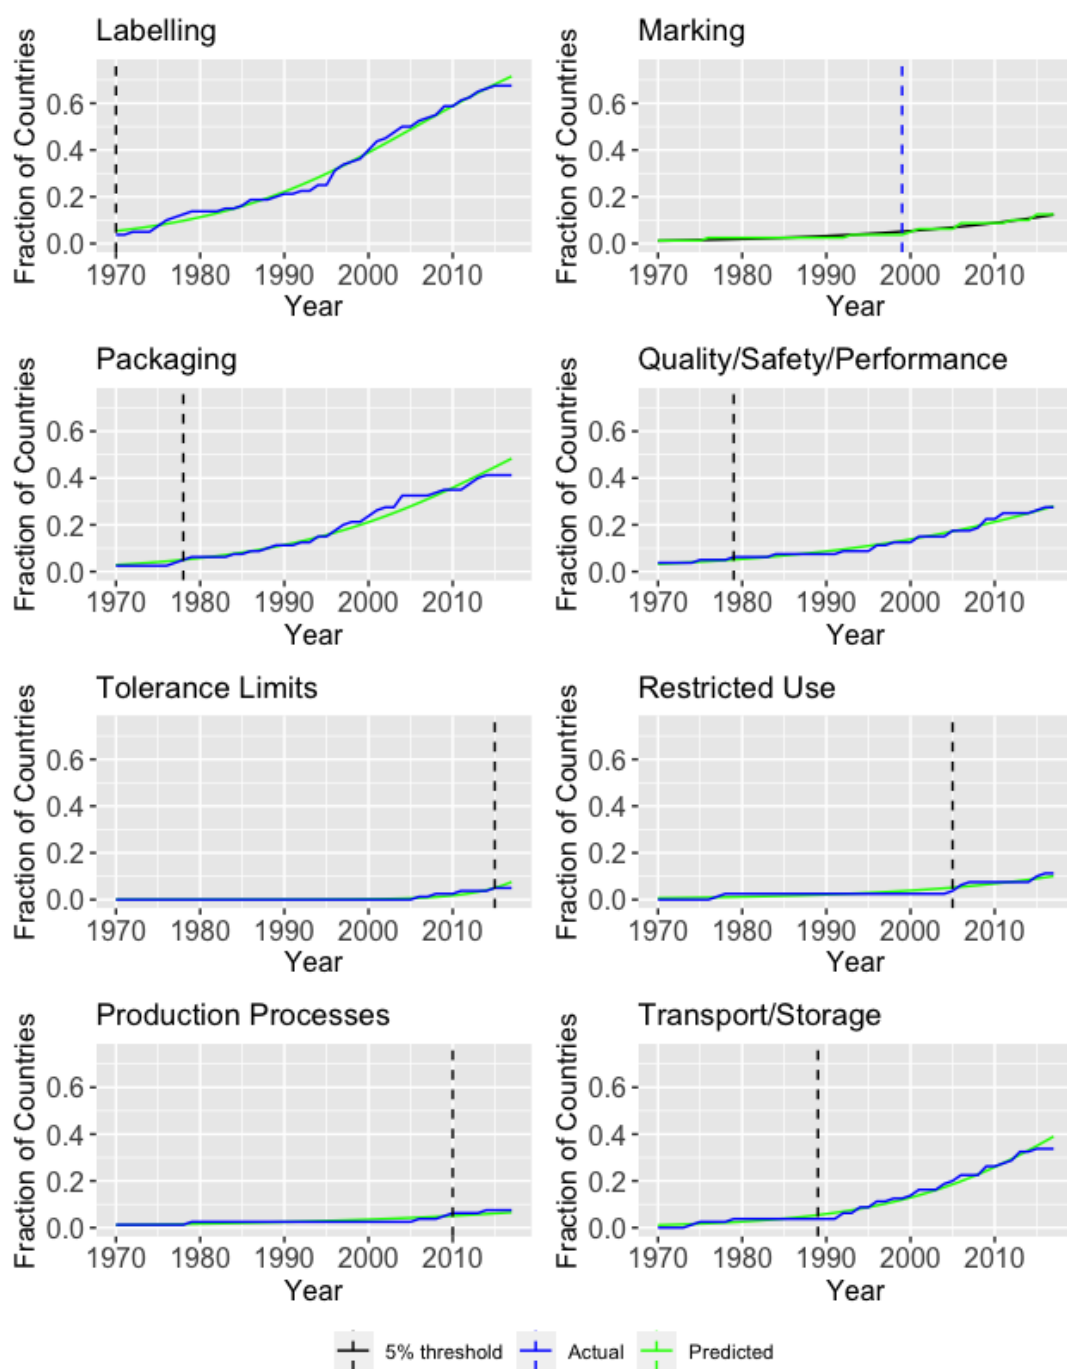 Labelling
Fraction of Countries
0.6
0.4
0.2
0.0
1970 1980 1990 2000 2010
Year
Marking
Fraction of Countries
0.6
0.4
0.2
0.0
1970 1980 1990 2000 2010
Year
Packaging
Fraction of Countries
0.6
0.4
0.2
0.0
1970 1980 1990 2000 2010
Year
Quality/Safety/Performance
Fraction of Countries
0.6
0.4
0.2
0.0
1970 1980 1990 2000 2010
Year
Tolerance Limits
Fraction of Countries
0.6
0.4
0.2
0.0
1970 1980 1990 2000 2010
Year
Restricted Use
Fraction of Countries
0.6
0.4
0.2
0.0
1970 1980 1990 2000 2010
Year
Production Processes
Fraction of Countries
0.6
0.4
0.2
0.0
1970 1980 1990 2000 2010
Year
Transport/Storage
Fraction of Countries
0.6
0.4
0.2
0.0
1970 1980 1990 2000 2010
Year
5% threshold Actual Predicted